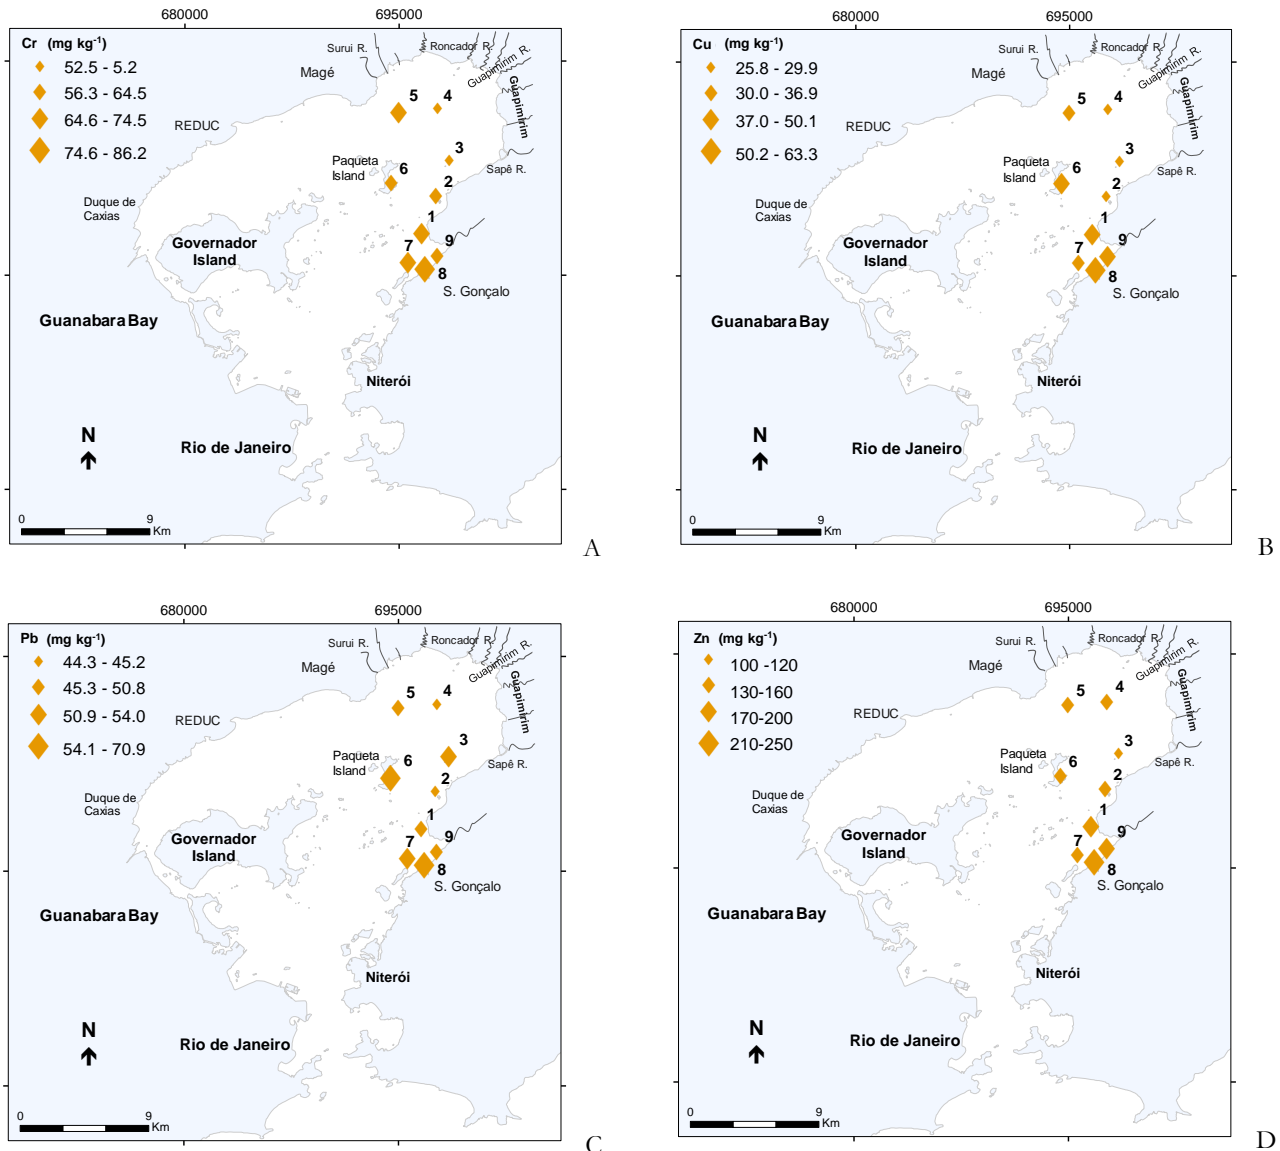 680000 695000
Cr (mg kg-1)
52.5 - 5.2
56.3 - 64.5
64.6 - 74.5
74.6 - 86.2
Surui R.
Roncador R.
Guapimirim R.
Guapimirim
Magé
REDUC
5
4
3
Paqueta
Island
6
2
Sapê R.
Duque de
Caxias
1
Governador
Island
7
9
8
S. Gonçalo
Guanabara Bay
Niterói
N
Rio de Janeiro
0 9
Km
A
680000 695000
Cu (mg kg-1)
25.8 - 29.9
30.0 - 36.9
37.0 - 50.1
50.2 - 63.3
Surui R.
Roncador R.
Guapimirim R.
Guapimirim
Magé
REDUC
5
4
3
Paqueta
Island
6
2
Sapê R.
Duque de
Caxias
1
Governador
Island
7
9
8
S. Gonçalo
Guanabara Bay
Niterói
N
Rio de Janeiro
0 9
Km
B
680000 695000
Pb (mg kg-1)
44.3 - 45.2
45.3 - 50.8
50.9 - 54.0
54.1 - 70.9
Surui R.
Roncador R.
Guapimirim R.
Guapimirim
Magé
REDUC
5
4
3
Paqueta
Island
6
2
Sapê R.
Duque de
Caxias
1
Governador
Island
7
9
8
S. Gonçalo
Guanabara Bay
Niterói
N
Rio de Janeiro
0 9
Km
C
680000 695000
Zn (mg kg-1)
100 -120
130-160
170-200
210-250
Surui R.
Roncador R.
Guapimirim R.
Guapimirim
Magé
REDUC
5
4
3
Paqueta
Island
6
2
Sapê R.
Duque de
Caxias
1
Governador
Island
7
9
8
S. Gonçalo
Guanabara Bay
Niterói
N
Rio de Janeiro
0 9
Km
D